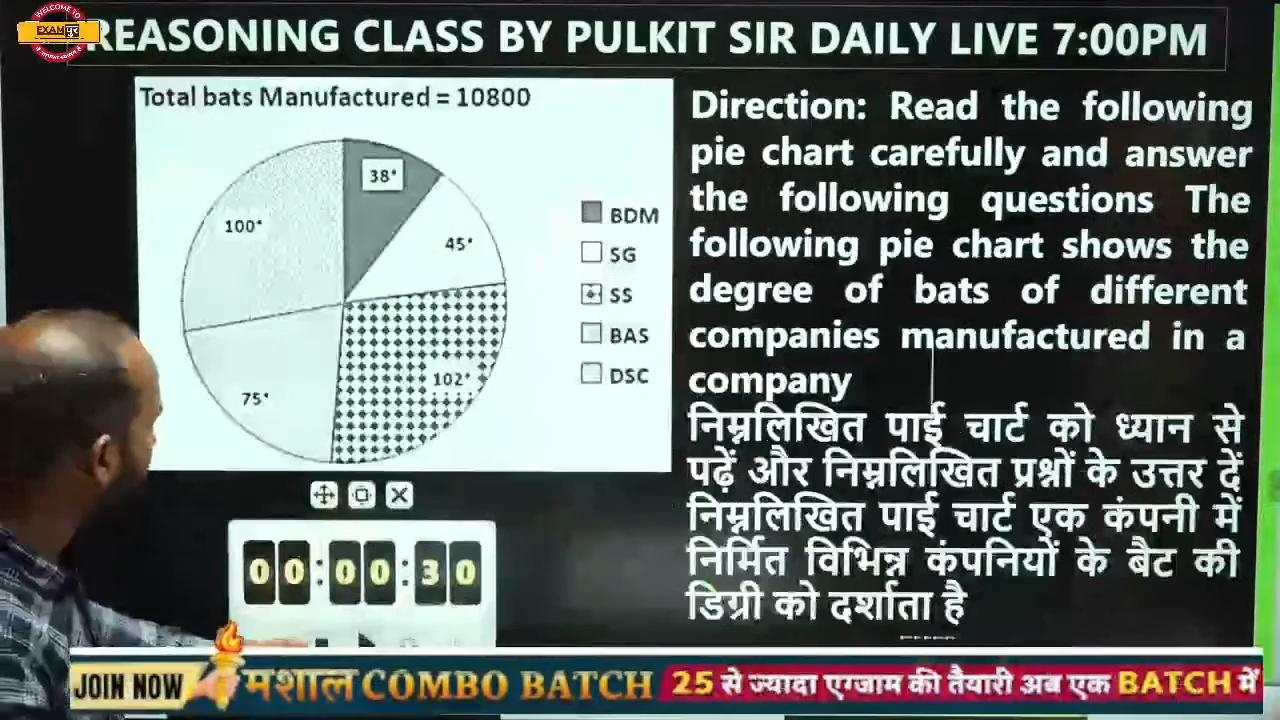 WELCOME TO
EXAM पुर
REASONING CLASS BY PULKIT SIR DAILY LIVE 7:00PM
Total bats Manufactured = 10800
38°
100°
45°
102°
75°
BDM
SG
SS
BAS
DSC
Direction: Read the following
pie chart carefully and answer
the following questions The
following pie chart shows the
degree of bats of different
companies manufactured in a
company
निम्नलिखित पाई चार्ट को ध्यान से
पढ़ें और निम्नलिखित प्रश्नों के उत्तर दें
निम्नलिखित पाई चार्ट एक कंपनी में
निर्मित विभिन्न कंपनियों के बैट की
डिग्री को दर्शाता है
00:00:30
JOIN NOW मशाल COMBO BATCH 25 से ज्यादा एग्जाम की तैयारी अब एक BATCH में